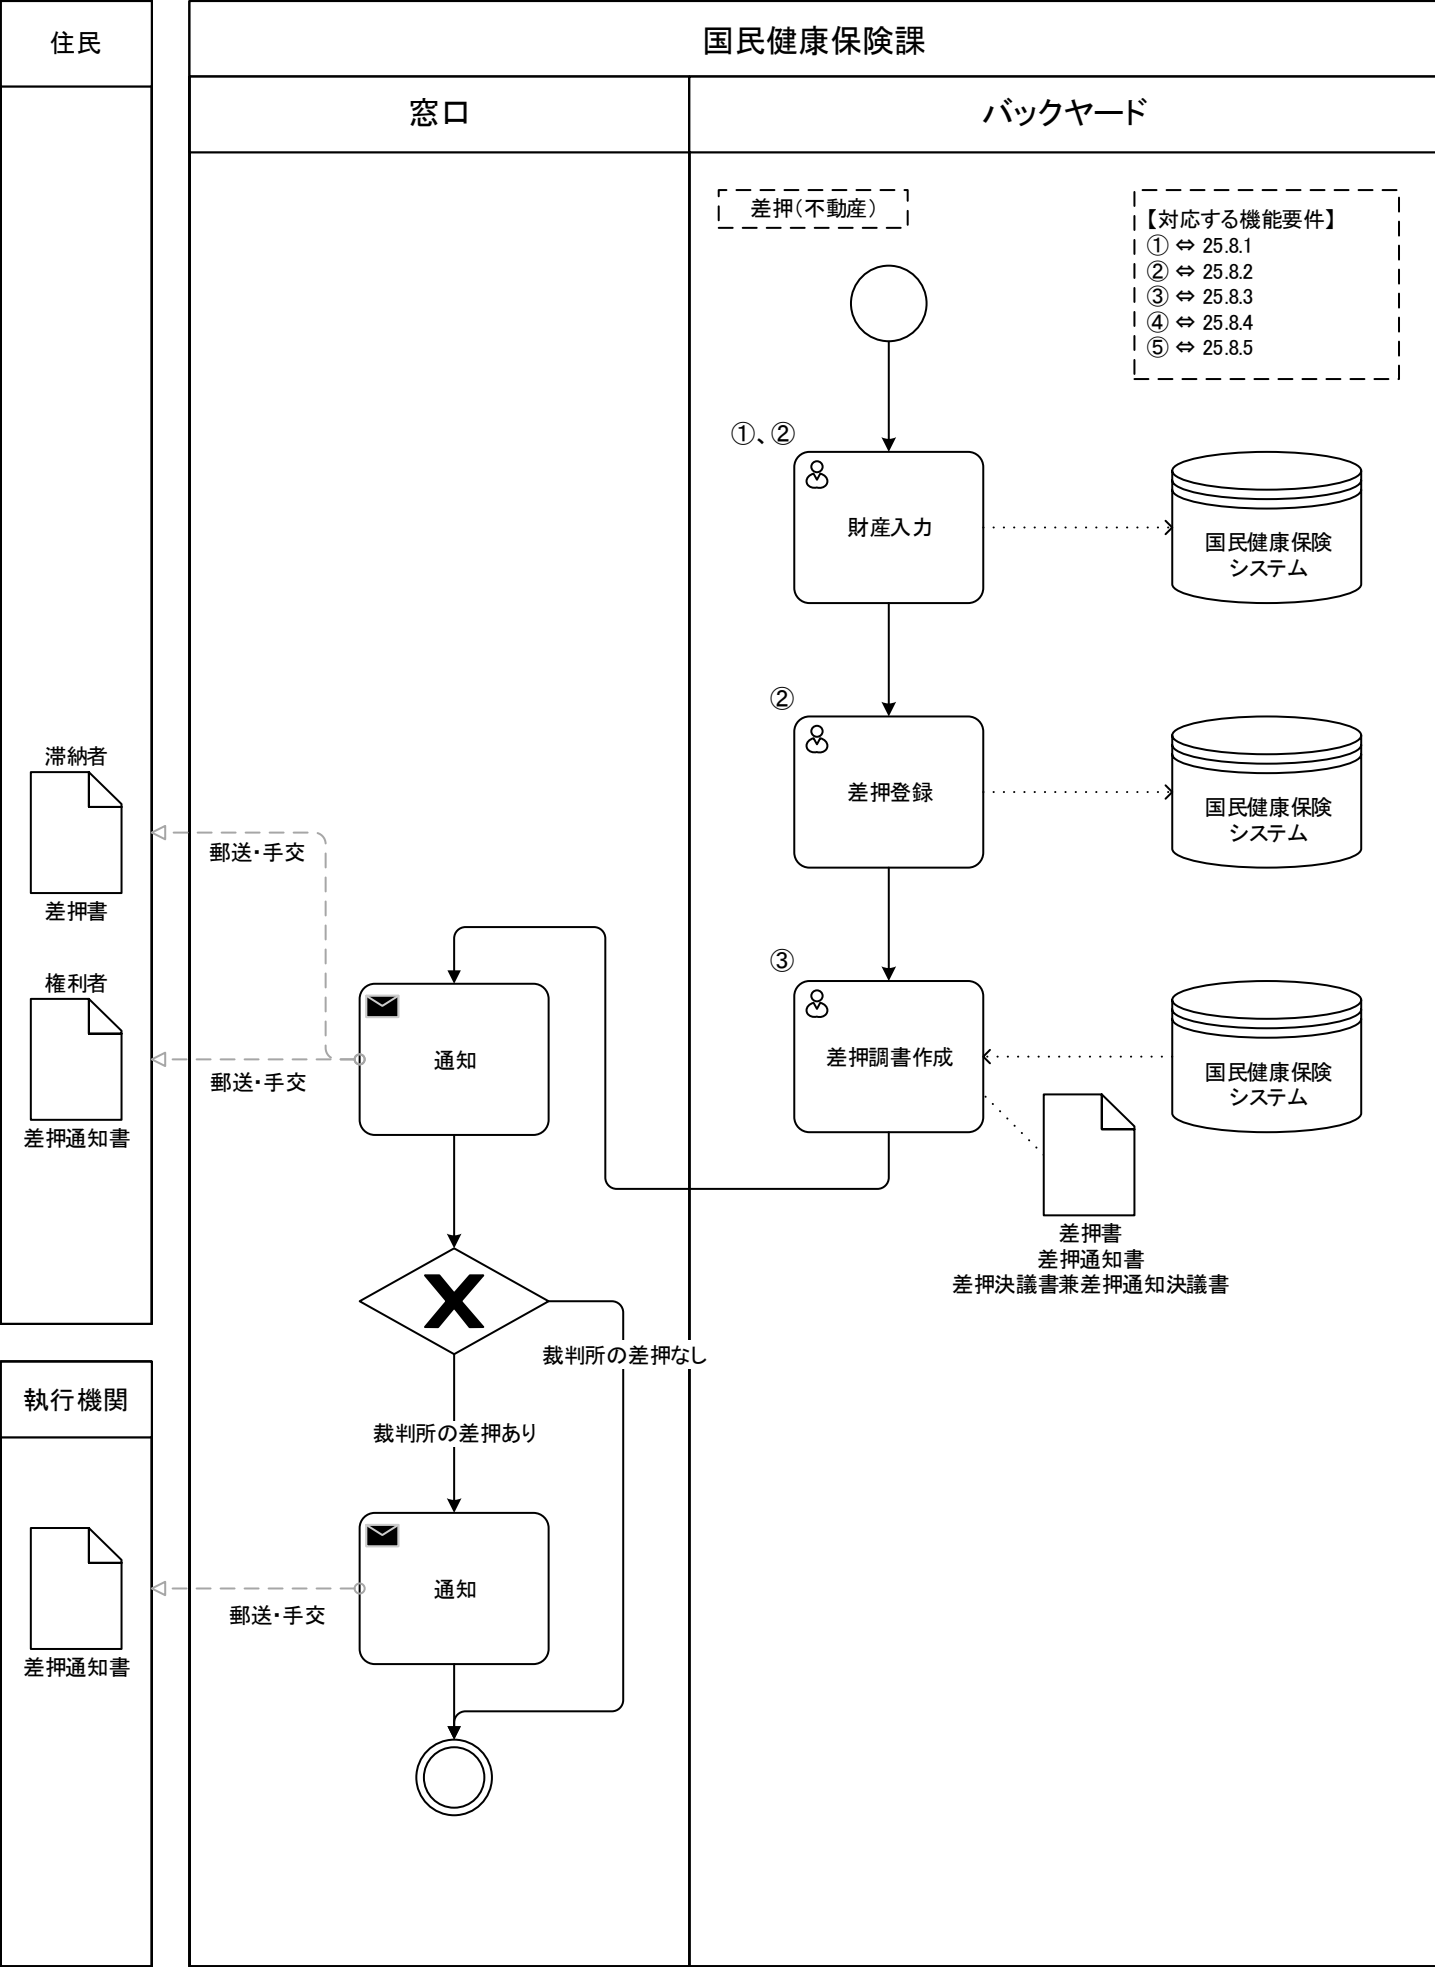 住民
国民健康保険課
窓口
バックヤード
差押（不動産）
【対応する機能要件】
① ⇔ 25.8.1
② ⇔ 25.8.2
③ ⇔ 25.8.3
④ ⇔ 25.8.4
⑤ ⇔ 25.8.5
①、②
財産入力
国民健康保険
システム
②
差押登録
国民健康保険
システム
滞納者
差押書
郵送・手交
権利者
差押通知書
郵送・手交
通知
③
差押調書作成
国民健康保険
システム
差押書
差押通知書
差押決議書兼差押通知決議書
裁判所の差押なし
裁判所の差押あり
執行機関
通知
郵送・手交
差押通知書